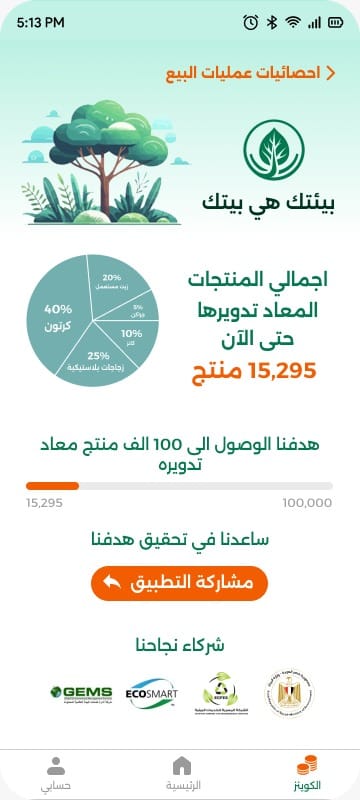 5:13 PM
احصائيات عمليات البيع
بيئتك هي بيتك
اجمالي المنتجات
المعاد تدويرها
حتى الآن
15,295 منتج
20%
زيت مستعمل
5%
10%
كانز
25%
زجاجات بلاستيكية
40%
كرتون
هدفنا الوصول الى 100 الف منتج معاد
تدويره
15,295
100,000
ساعدنا في تحقيق هدفنا
مشاركة التطبيق
شركاء نجاحنا
GEMS
ECOSMART
الكوينز
الرئيسية
حسابي